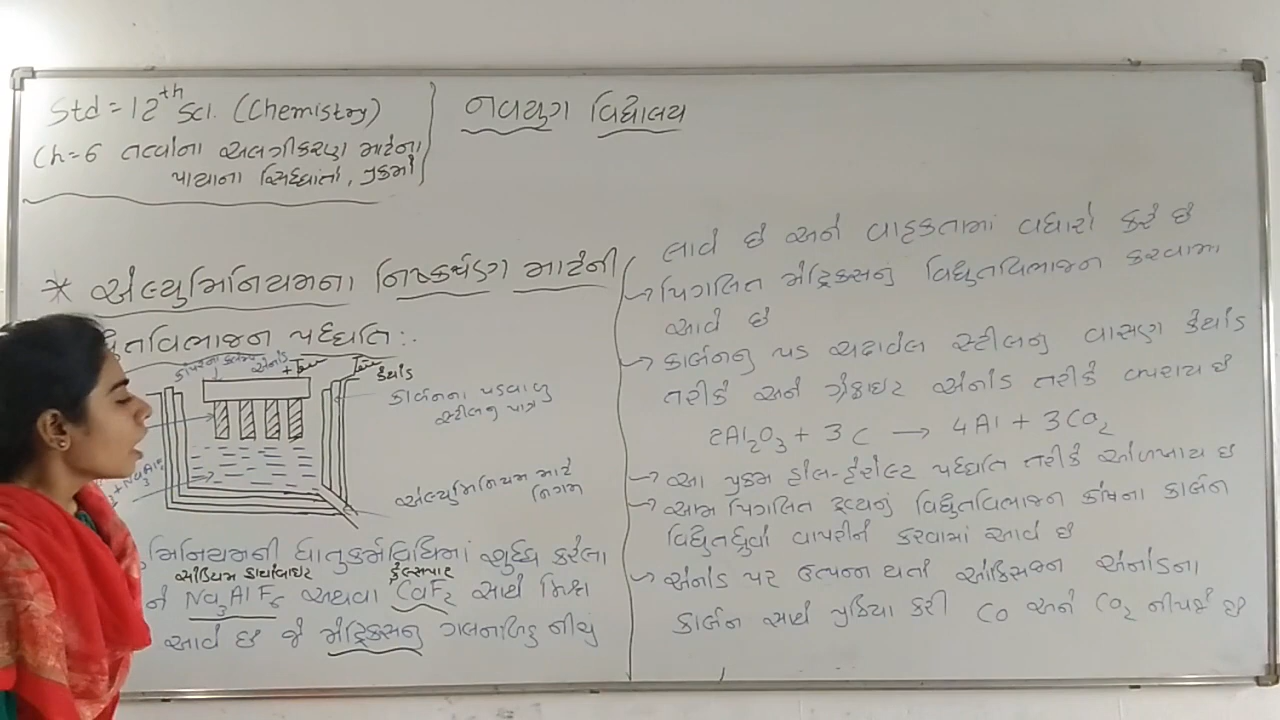 Std = 12th Sci. (Chemistry)
Ch = 6 તત્વોના અલગીકરણ માટેના
પાયાના સિદ્ધાંતો, પ્રક્રમો
નવયુગ વિદ્યાલય
* એલ્યુમિનિયમના નિષ્કર્ષણ માટેની
દ્યુતવિભાજન પદ્ધતિ :-
કોપરના ક્લેમ્પ
એનોડ
+
કેથોડ
કાર્બનના પડવાળુ
સ્ટીલનુ પાત્ર
+ Na3AlF6
એલ્યુમિનિયમ માટે
નિગમ
મિનિયમની ધાતુકર્મવિધિમાં શુદ્ધ કરેલા
સોડિયમ ફ્લોસ્પાર
ને Na3AlF6 અથવા CaF2 સાથે મિશ્ર
આવે છે જે મેટ્રિક્સનુ ગલનબિંદુ નીચુ
લાવે છે અને વાહકતામાં વધારો કરે છે
→ પિગલિત મેટ્રિક્સનુ વિદ્યુતવિભાજન કરવામા
આવે છે
→ કાર્બનનુ પડ ચઢાવેલ સ્ટીલનુ વાસણ કેથોડ
તરીકે અને ગ્રેફાઇટ એનોડ તરીકે વપરાય છે
2Al2O3 + 3C → 4Al + 3CO2
→ આ પ્રક્રમ હોલ-હેરોલ્ટ પદ્ધતિ તરીકે ઓળખાય છે
→ આમ પિગલિત દ્રવ્યનું વિદ્યુતવિભાજન કોષના કાર્બન
વિદ્યુતધ્રુવો વાપરીને કરવામાં આવે છે
→ એનોડ પર ઉત્પન્ન થતો ઓક્સિજન એનોડના
કાર્બન સાથે પ્રક્રિયા કરી CO અને CO2 નીપજે છે